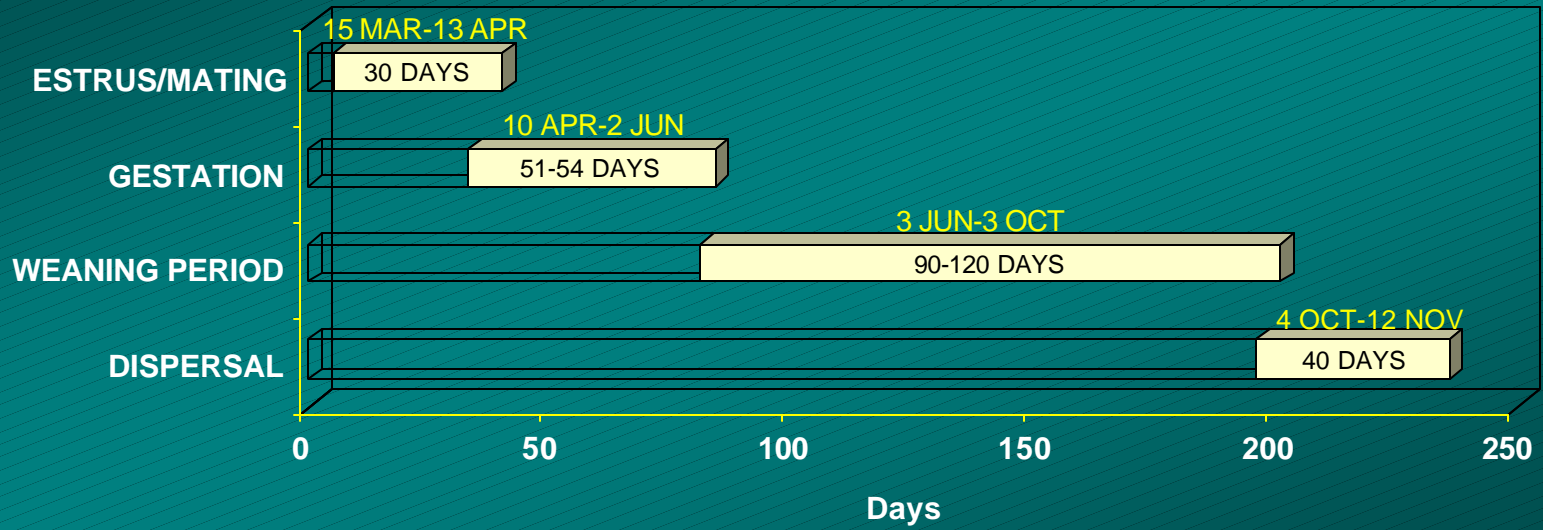 15 MAR-13 APR
ESTRUS/MATING
30 DAYS
10 APR-2 JUN
GESTATION
51-54 DAYS
3 JUN-3 OCT
WEANING PERIOD
90-120 DAYS
4 OCT-12 NOV
DISPERSAL
40 DAYS
0 50 100 150 200 250
Days